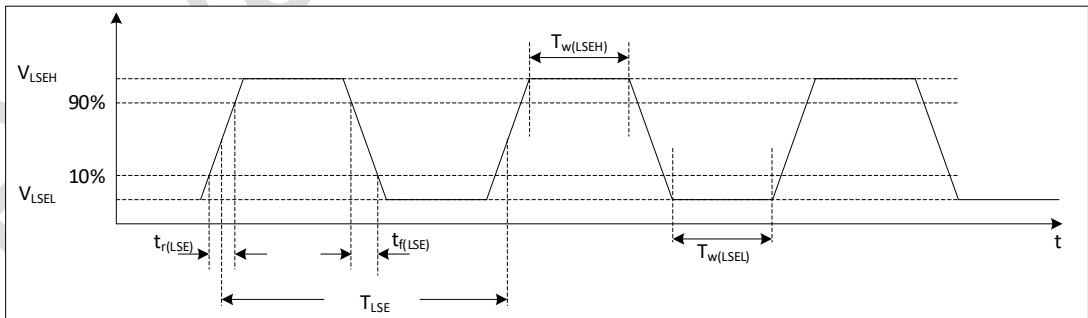 T_w(LSEH)
V_LSEH
90%
10%
V_LSEL
t_r(LSE)
t_f(LSE)
T_w(LSEL)
t
T_LSE